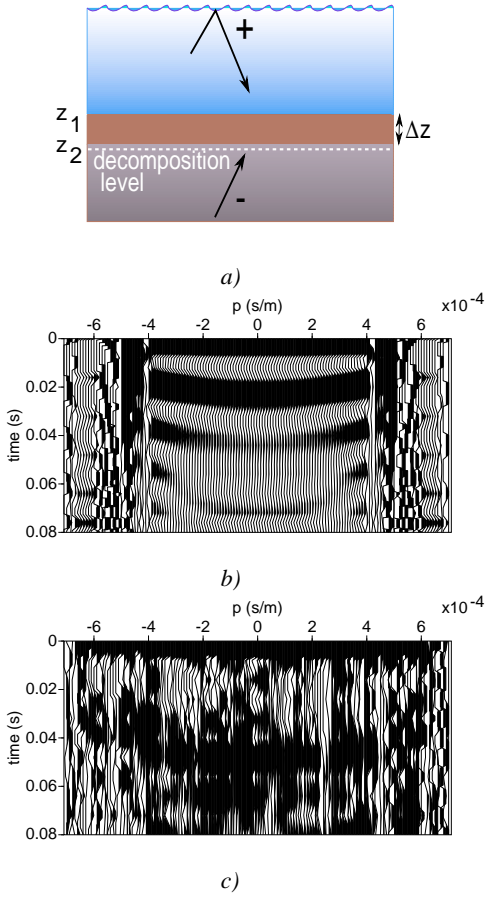 +
z 1
z 2
Δz
decomposition
level
-
a)
p (s/m)
x10 -4
-6 -4 -2 0 2 4 6
0
0.02
0.04
0.06
0.08
time (s)
b)
p (s/m)
x10 -4
-6 -4 -2 0 2 4 6
0
0.02
0.04
0.06
0.08
time (s)
c)